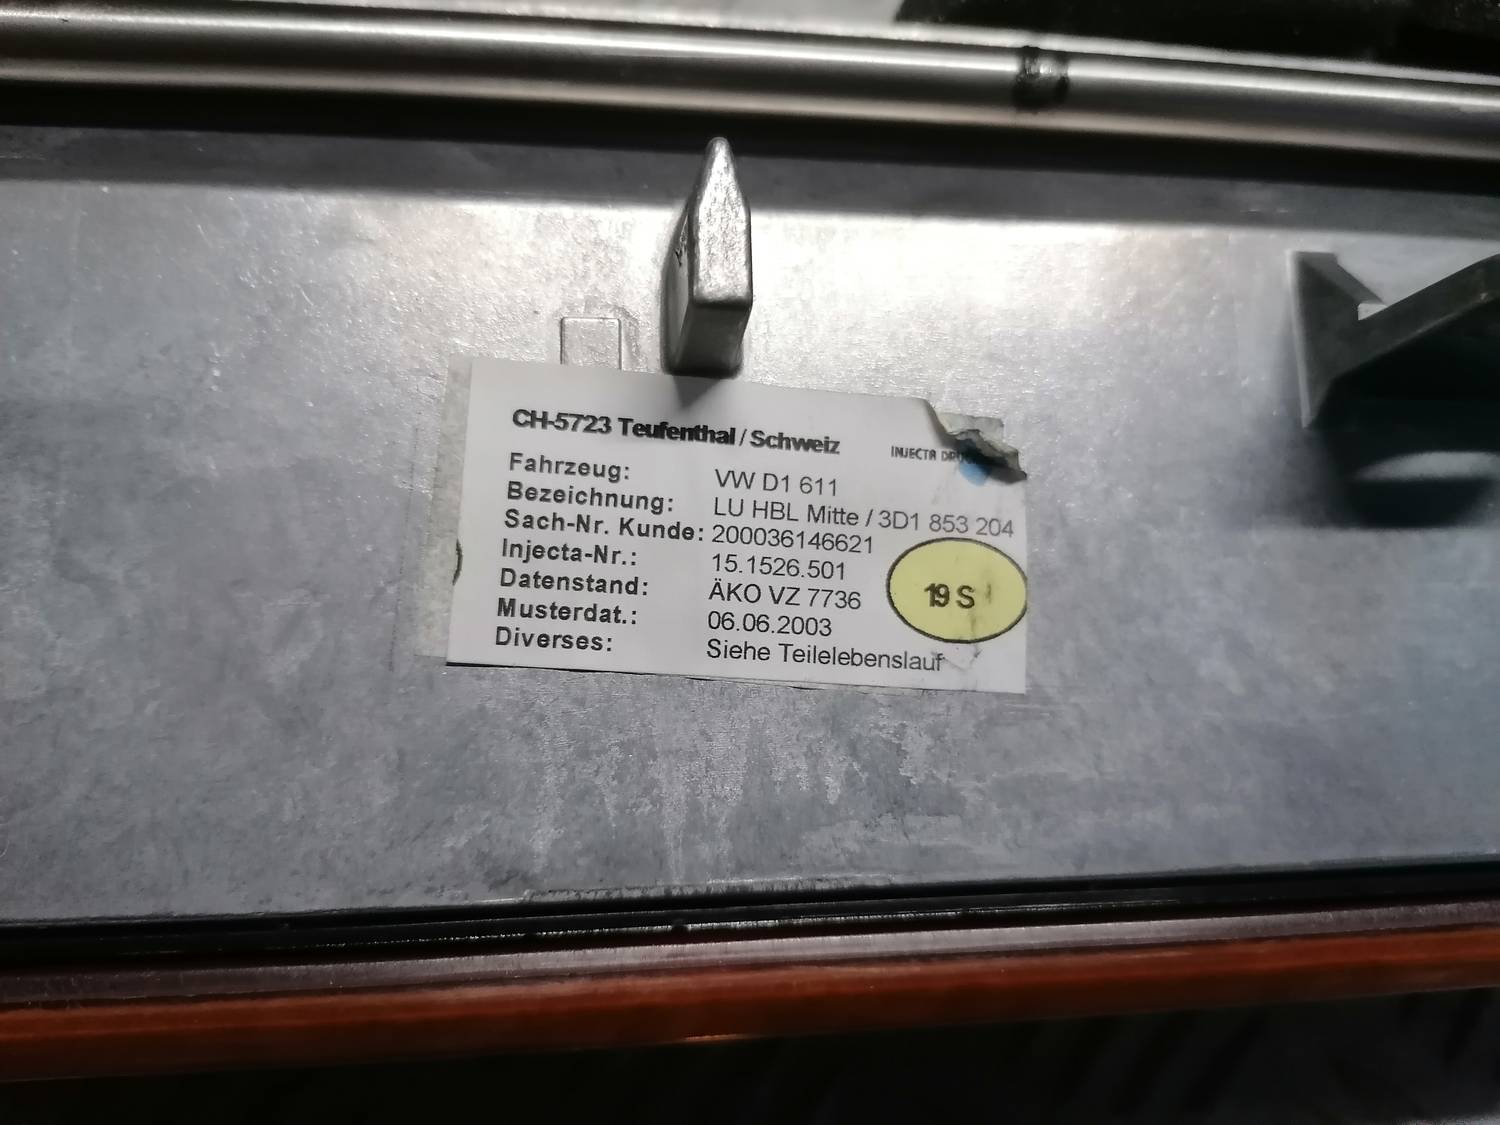 CH-5723 Teufenthal / Schweiz INJECTA
Fahrzeug: VW D1 611
Bezeichnung: LU HBL Mitte / 3D1 853 204
Sach-Nr. Kunde: 200036146621
Injecta-Nr.: 15.1526.501
Datenstand: ÄKO VZ 7736
Musterdat.: 06.06.2003
Diverses: Siehe Teilelebenslauf
19 S